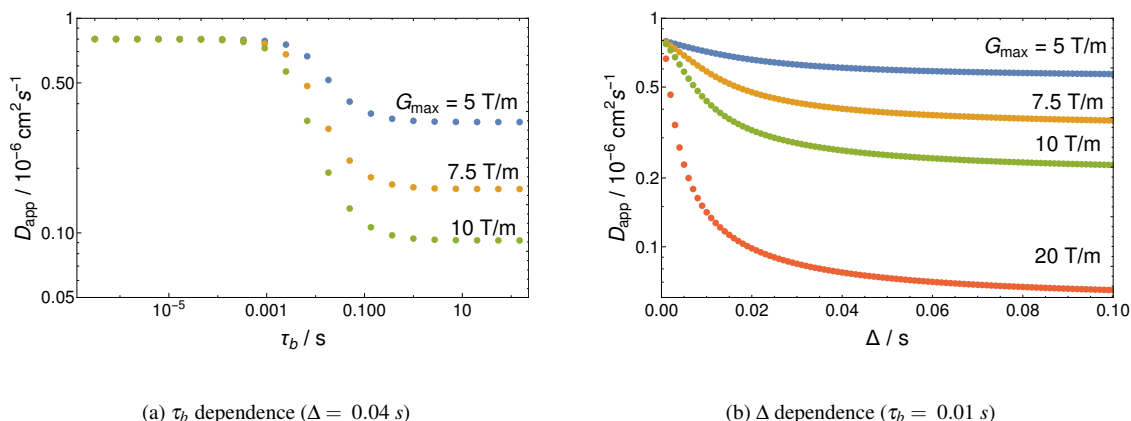 1
0.50
0.10
0.05
D_app / 10^-6 cm^2 s^-1
G_max = 5 T/m
7.5 T/m
10 T/m
10^-5 0.001 0.100 10
τ_b / s
(a) τ_b dependence (Δ = 0.04 s)
1
0.5
0.2
0.1
D_app / 10^-6 cm^2 s^-1
G_max = 5 T/m
7.5 T/m
10 T/m
20 T/m
0.00 0.02 0.04 0.06 0.08 0.10
Δ / s
(b) Δ dependence (τ_b = 0.01 s)